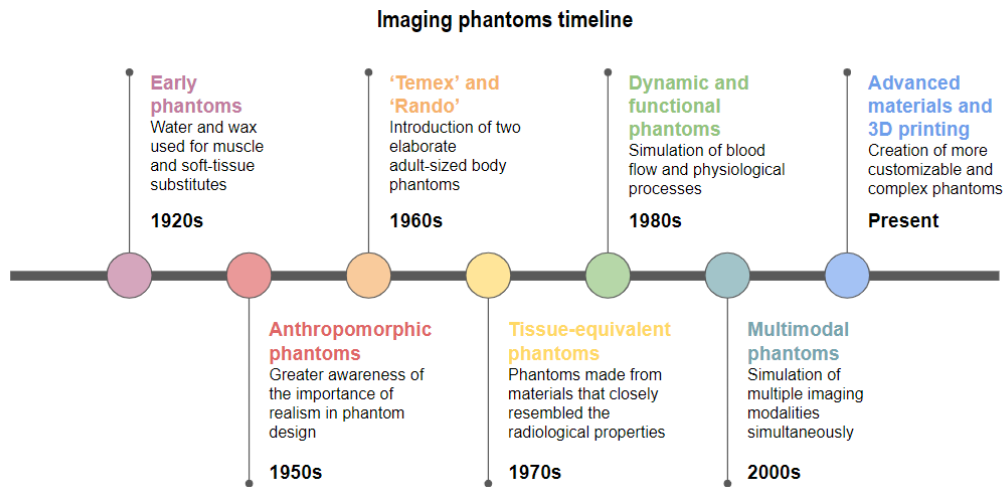 Imaging phantoms timeline
Early
phantoms
Water and wax
used for muscle
and soft-tissue
substitutes
1920s
Anthropomorphic
phantoms
Greater awareness of
the importance of
realism in phantom
design
1950s
‘Temex’ and
‘Rando’
Introduction of two
elaborate
adult-sized body
phantoms
1960s
Tissue-equivalent
phantoms
Phantoms made from
materials that closely
resembled the
radiological properties
1970s
Dynamic and
functional
phantoms
Simulation of blood
flow and physiological
processes
1980s
Multimodal
phantoms
Simulation of
multiple imaging
modalities
simultaneously
2000s
Advanced
materials and
3D printing
Creation of more
customizable and
complex phantoms
Present